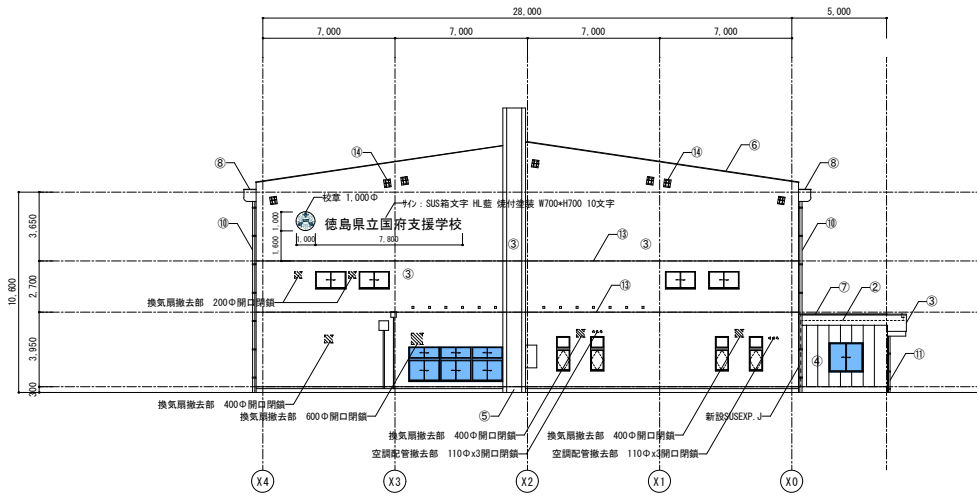 28,000
5,000
7,000
7,000
7,000
7,000
⑭
⑭
⑥
⑧
⑧
校章 1,000Φ
サイン：SUS箱文字 HL藍 焼付塗装 W700*H700 10文字
徳島県立国府支援学校
1,000
1,600
1,000
7,800
⑩
⑩
③
③
③
⑬
⑬
10,600
3,650
2,700
3,950
300
換気扇撤去部 200Φ開口閉鎖
⑦
②
③
④
⑪
換気扇撤去部 400Φ開口閉鎖
換気扇撤去部 600Φ開口閉鎖
⑤
新設SUSEXP.J
換気扇撤去部 400Φ開口閉鎖
換気扇撤去部 400Φ開口閉鎖
空調配管撤去部 110Φx3開口閉鎖
空調配管撤去部 110Φx3開口閉鎖
X4
X3
X2
X1
X0